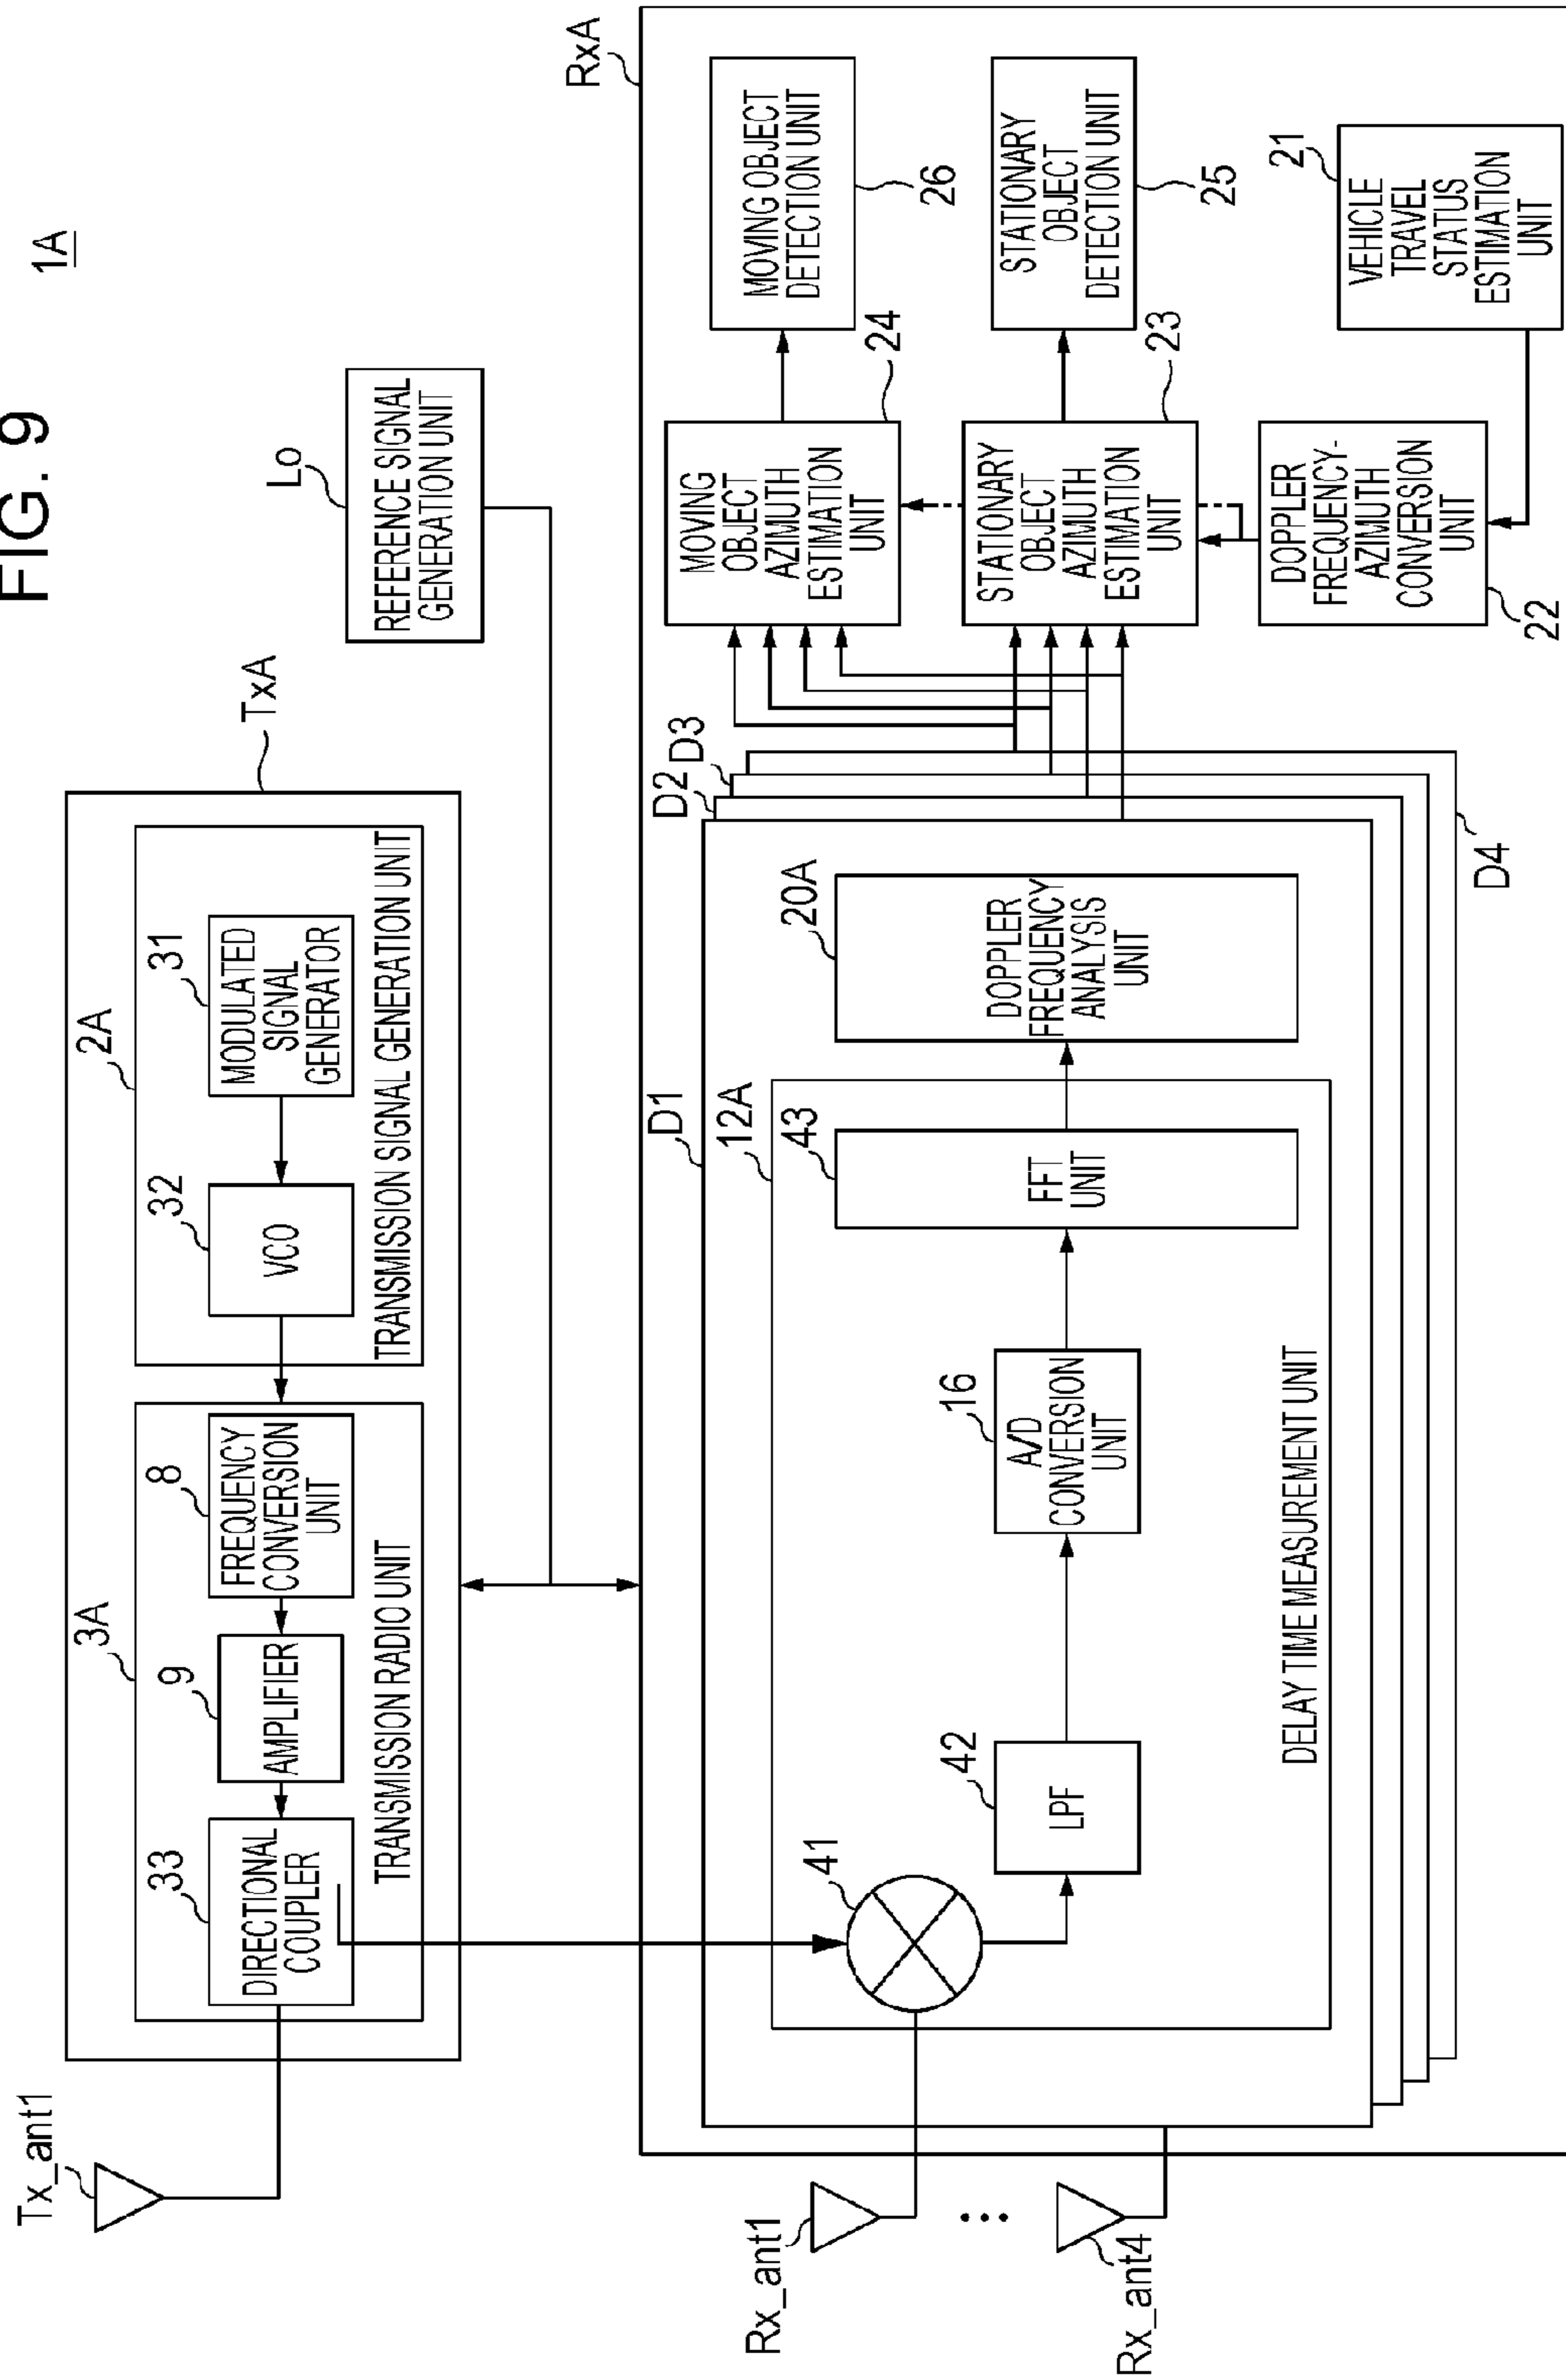 FIG. 9
1A
Tx_ant1
TxA
3A
33
DIRECTIONAL
COUPLER
9
AMPLIFIER
8
FREQUENCY
CONVERSION
UNIT
TRANSMISSION RADIO UNIT
2A
32
VCO
31
MODULATED
SIGNAL
GENERATOR
TRANSMISSION SIGNAL GENERATION UNIT
Lo
REFERENCE SIGNAL
GENERATION UNIT
RxA
Rx_ant1
Rx_ant4
D1
D2
D3
D4
12A
41
42
LPF
16
A/D
CONVERSION
UNIT
43
FFT
UNIT
DELAY TIME MEASUREMENT UNIT
20A
DOPPLER
FREQUENCY
ANALYSIS
UNIT
MOVING
OBJECT
AZIMUTH
ESTIMATION
UNIT
24
MOVING OBJECT
DETECTION UNIT
26
STATIONARY
OBJECT
AZIMUTH
ESTIMATION
UNIT
23
STATIONARY
OBJECT
DETECTION UNIT
25
DOPPLER
FREQUENCY-
AZIMUTH
CONVERSION
UNIT
22
21
VEHICLE
TRAVEL
STATUS
ESTIMATION
UNIT